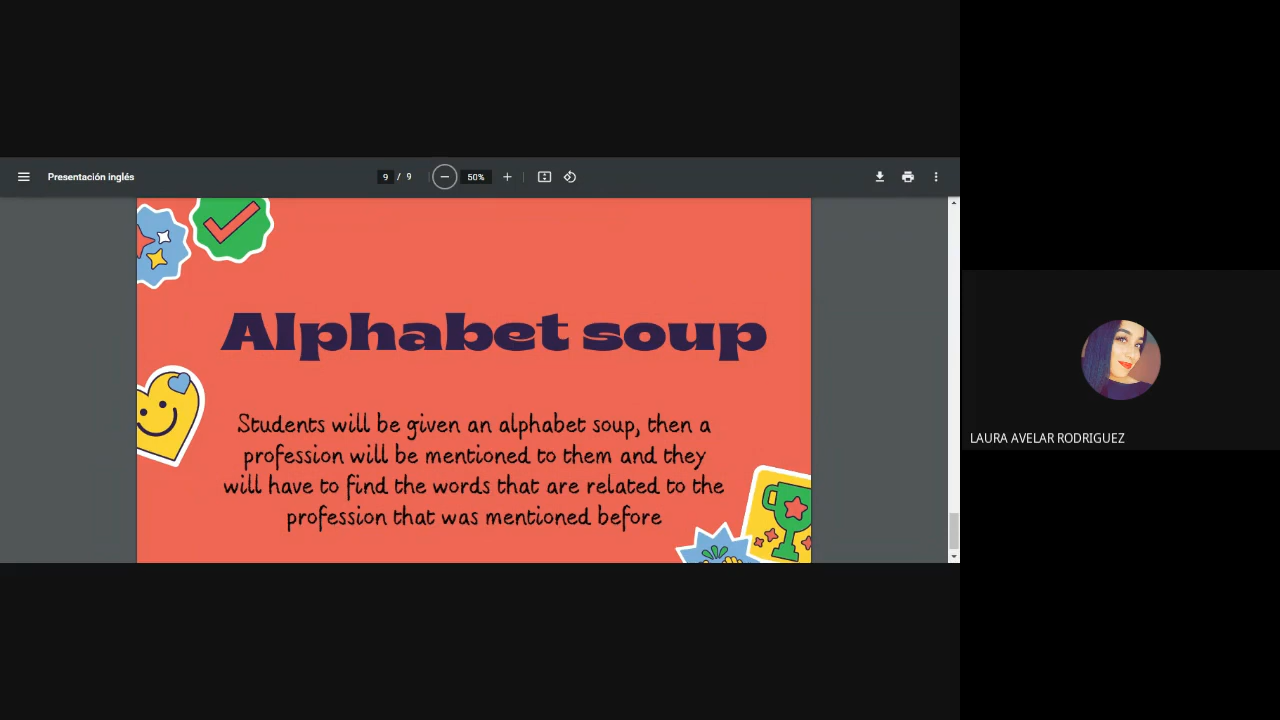 Presentación inglés
9 / 9
50%
Alphabet soup
Students will be given an alphabet soup, then a
profession will be mentioned to them and they
will have to find the words that are related to the
profession that was mentioned before
LAURA AVELAR RODRIGUEZ